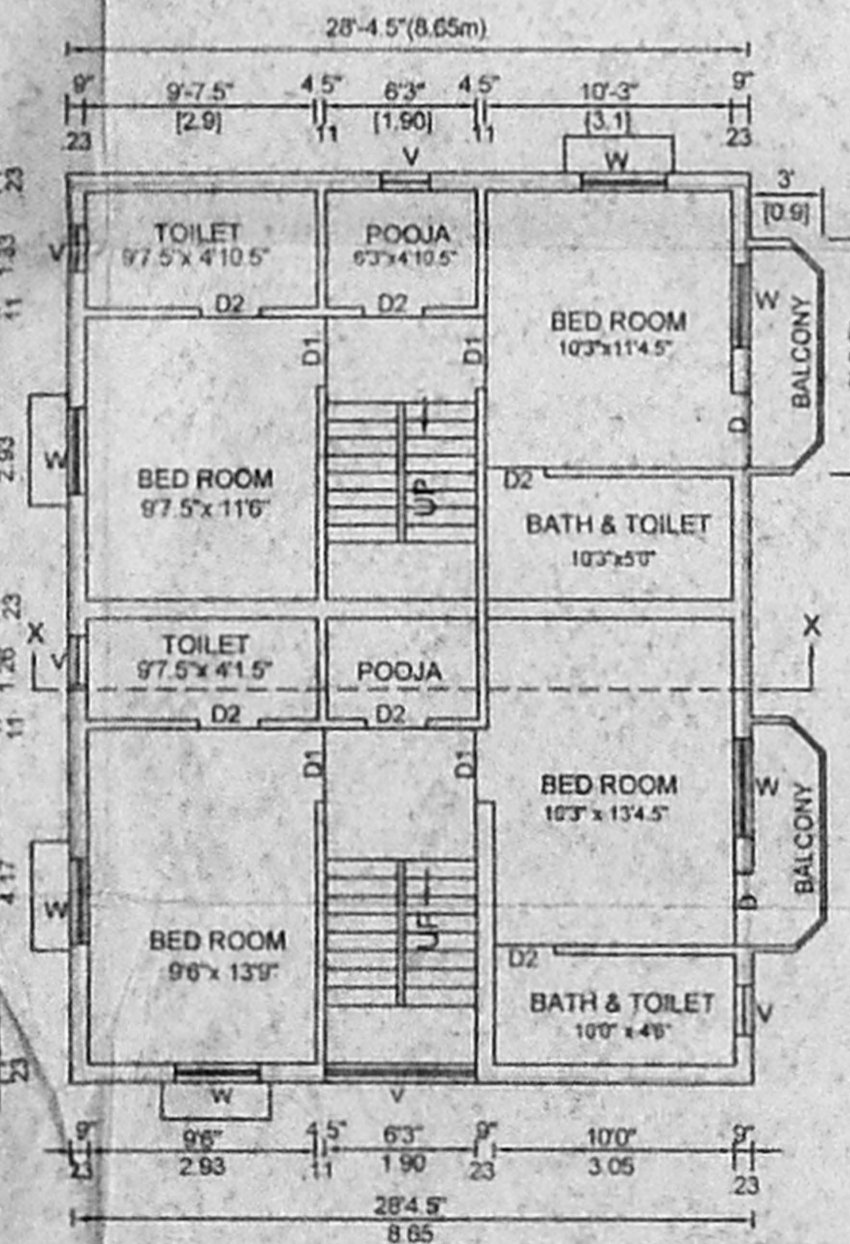 28'-4.5"(8.65m)
9" 9'-7.5" 4.5" 6'3" 4.5" 10'-3" 9"
23 [2.9] 11 [1.90] 11 (3.1) 23
V W
23 3'
[0.9]
TOILET POOJA
9'7.5"x 4'10.5" 6'3"x4'10.5"
V
D2 D2
11
W
BED ROOM
10'3"x11'4.5"
BALCONY
D1 D1
D
W
2.93
UP
D2
BED ROOM
9'7.5"x 11'6"
BATH & TOILET
10'3"x5'0"
23
X X
TOILET
9'7.5"x 4'1.5"
POOJA
V
1.26
D2 D2
11
D1 D1
BED ROOM
10'3" x 13'4.5"
W
BALCONY
D
4.17
W
UP
BED ROOM
9'6"x 13'9"
D2
BATH & TOILET
10'0" x 4'6"
V
23
W V
9" 9'6" 4.5" 6'3" 9" 10'0" 9"
23 2.93 11 1.90 23 3.05 23
28'4.5"
8.65